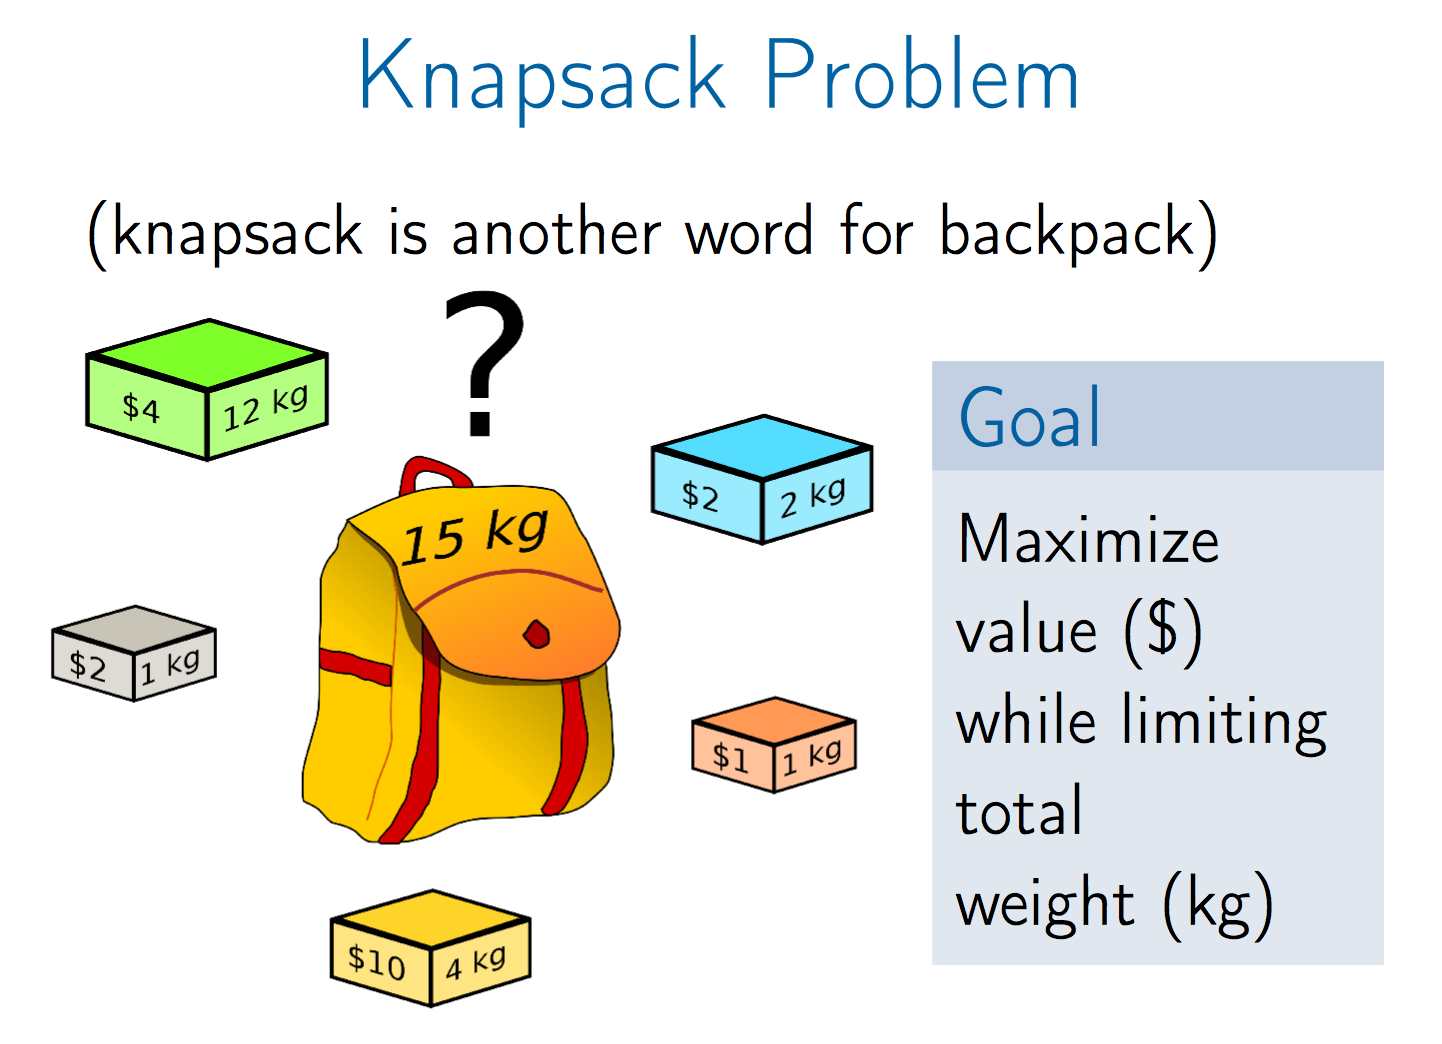 Knapsack Problem
(knapsack is another word for backpack)
?
$4 12 kg
$2 2 kg
15 kg
$2 1 kg
$1 1 kg
$10 4 kg
Goal
Maximize
value ($)
while limiting
total
weight (kg)